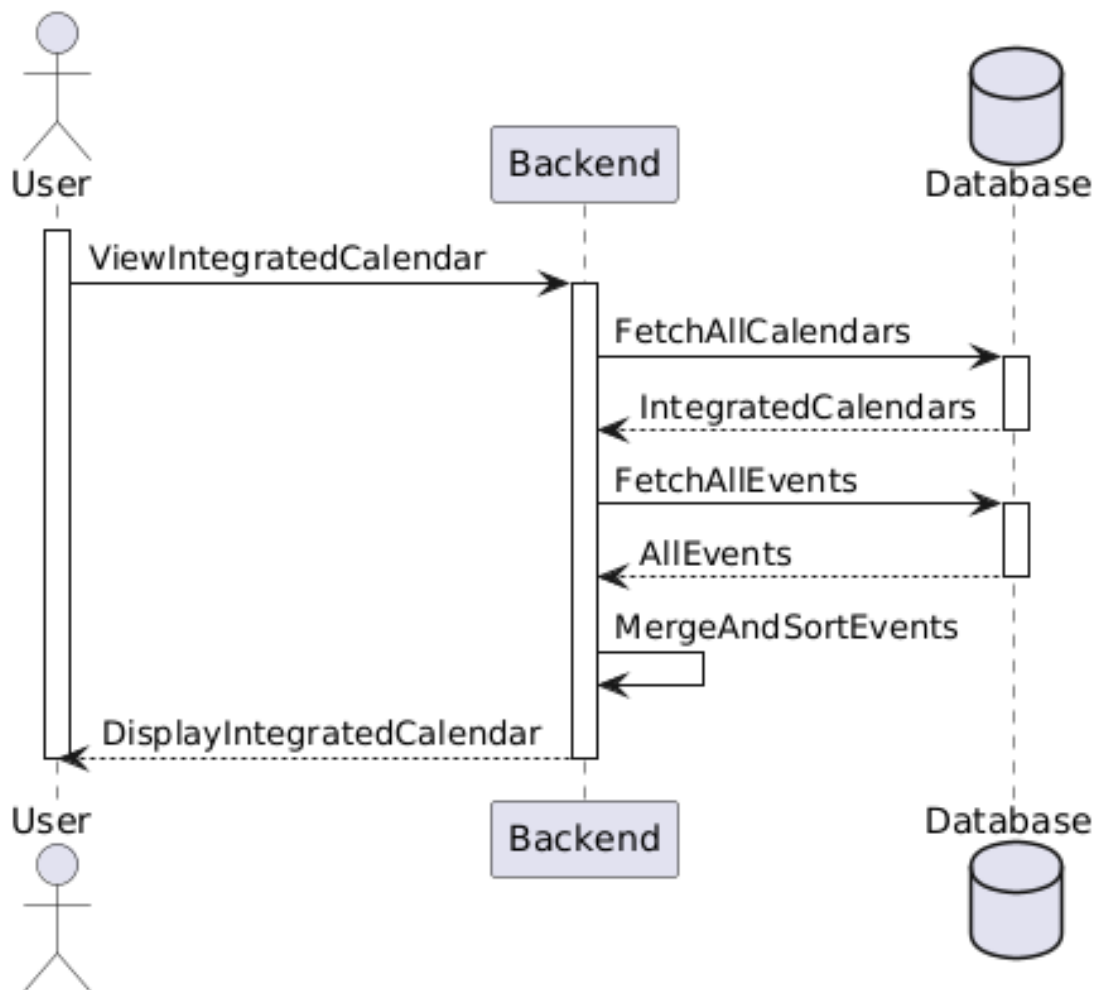 User
Backend
Database
ViewIntegratedCalendar
FetchAllCalendars
IntegratedCalendars
FetchAllEvents
AllEvents
MergeAndSortEvents
DisplayIntegratedCalendar
User
Backend
Database